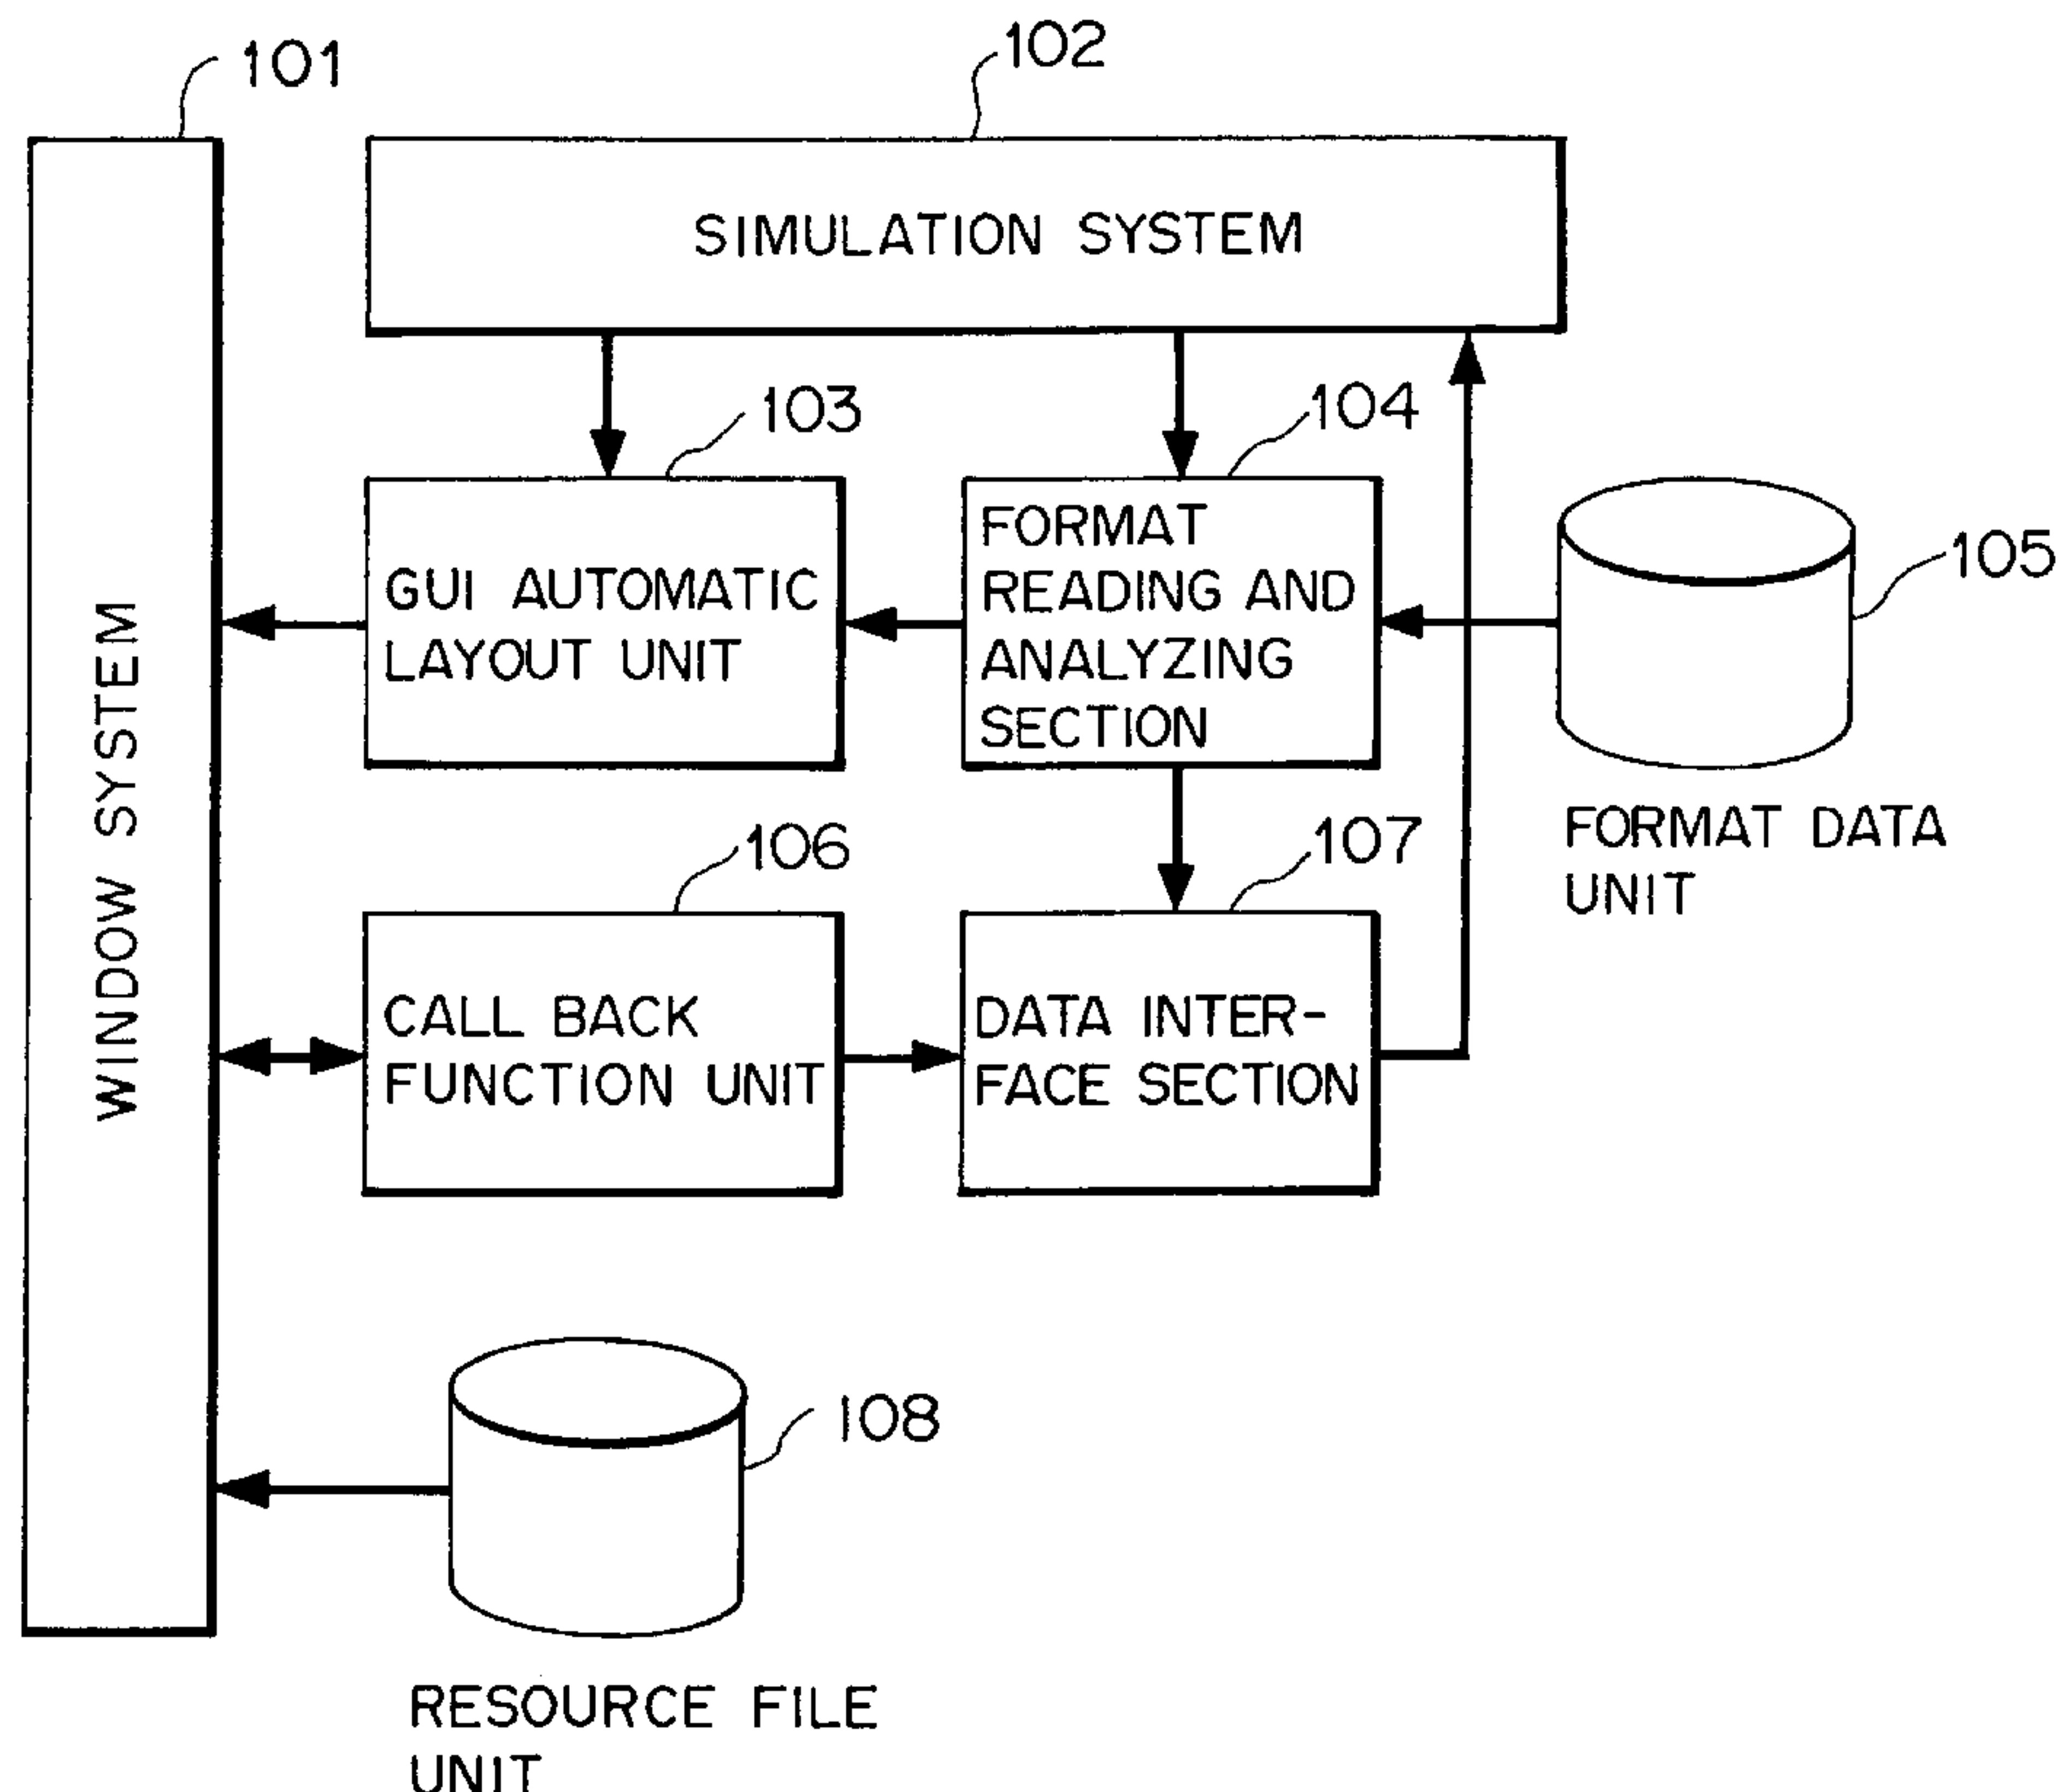 101
102
SIMULATION SYSTEM
103
104
GUI AUTOMATIC
LAYOUT UNIT
FORMAT
READING AND
ANALYZING
SECTION
105
FORMAT DATA
UNIT
WINDOW SYSTEM
106
107
CALL BACK
FUNCTION UNIT
DATA INTER-
FACE SECTION
108
RESOURCE FILE
UNIT